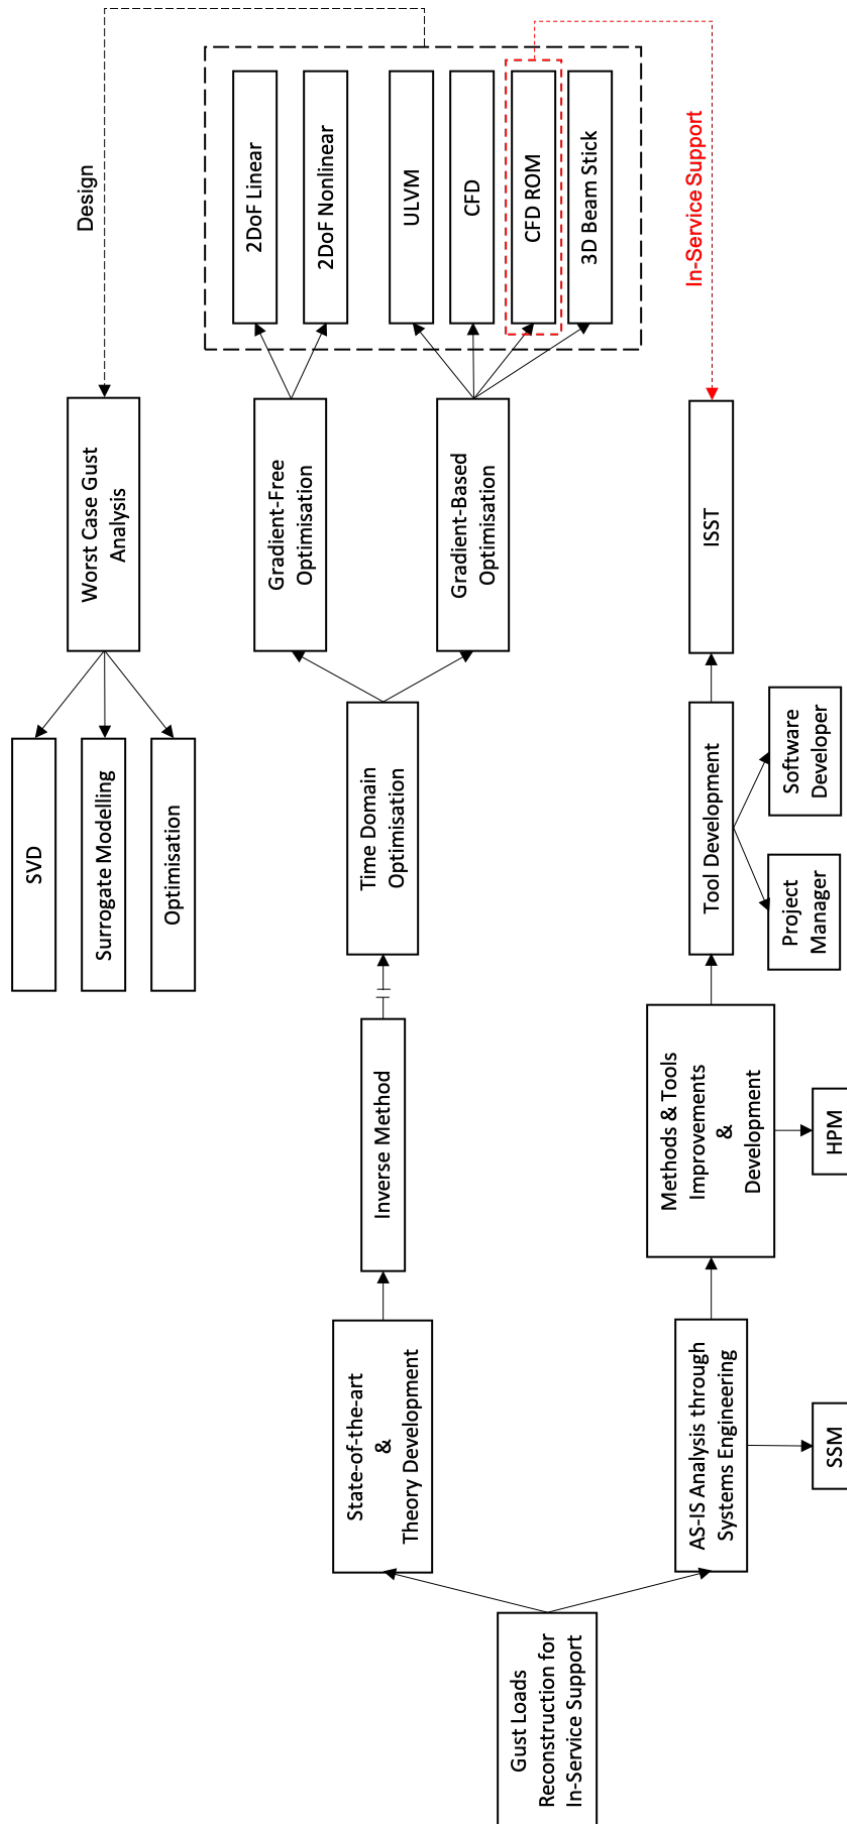 Gust Loads
Reconstruction for
In-Service Support
State-of-the-art
&
Theory Development
Inverse Method
Time Domain
Optimisation
Gradient-Free
Optimisation
2DoF Linear
2DoF Nonlinear
Gradient-Based
Optimisation
ULVM
CFD
CFD ROM
3D Beam Stick
Design
Worst Case Gust
Analysis
SVD
Surrogate Modelling
Optimisation
AS-IS Analysis through
Systems Engineering
SSM
Methods & Tools
Improvements
&
Development
HPM
Tool Development
Project
Manager
Software
Developer
ISST
In-Service Support